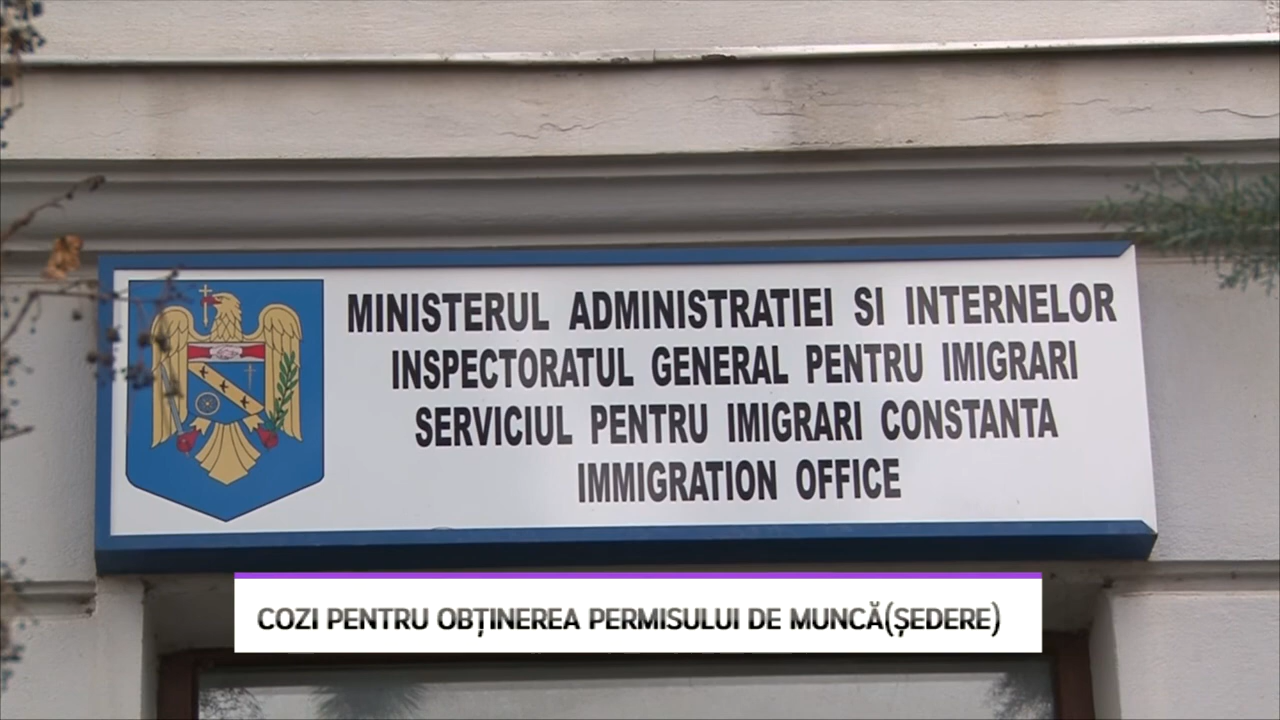 MINISTERUL ADMINISTRATIEI SI INTERNELOR
INSPECTORATUL GENERAL PENTRU IMIGRARI
SERVICIUL PENTRU IMIGRARI CONSTANTA
IMMIGRATION OFFICE
COZI PENTRU OBȚINEREA PERMISULUI DE MUNCĂ(ȘEDERE)